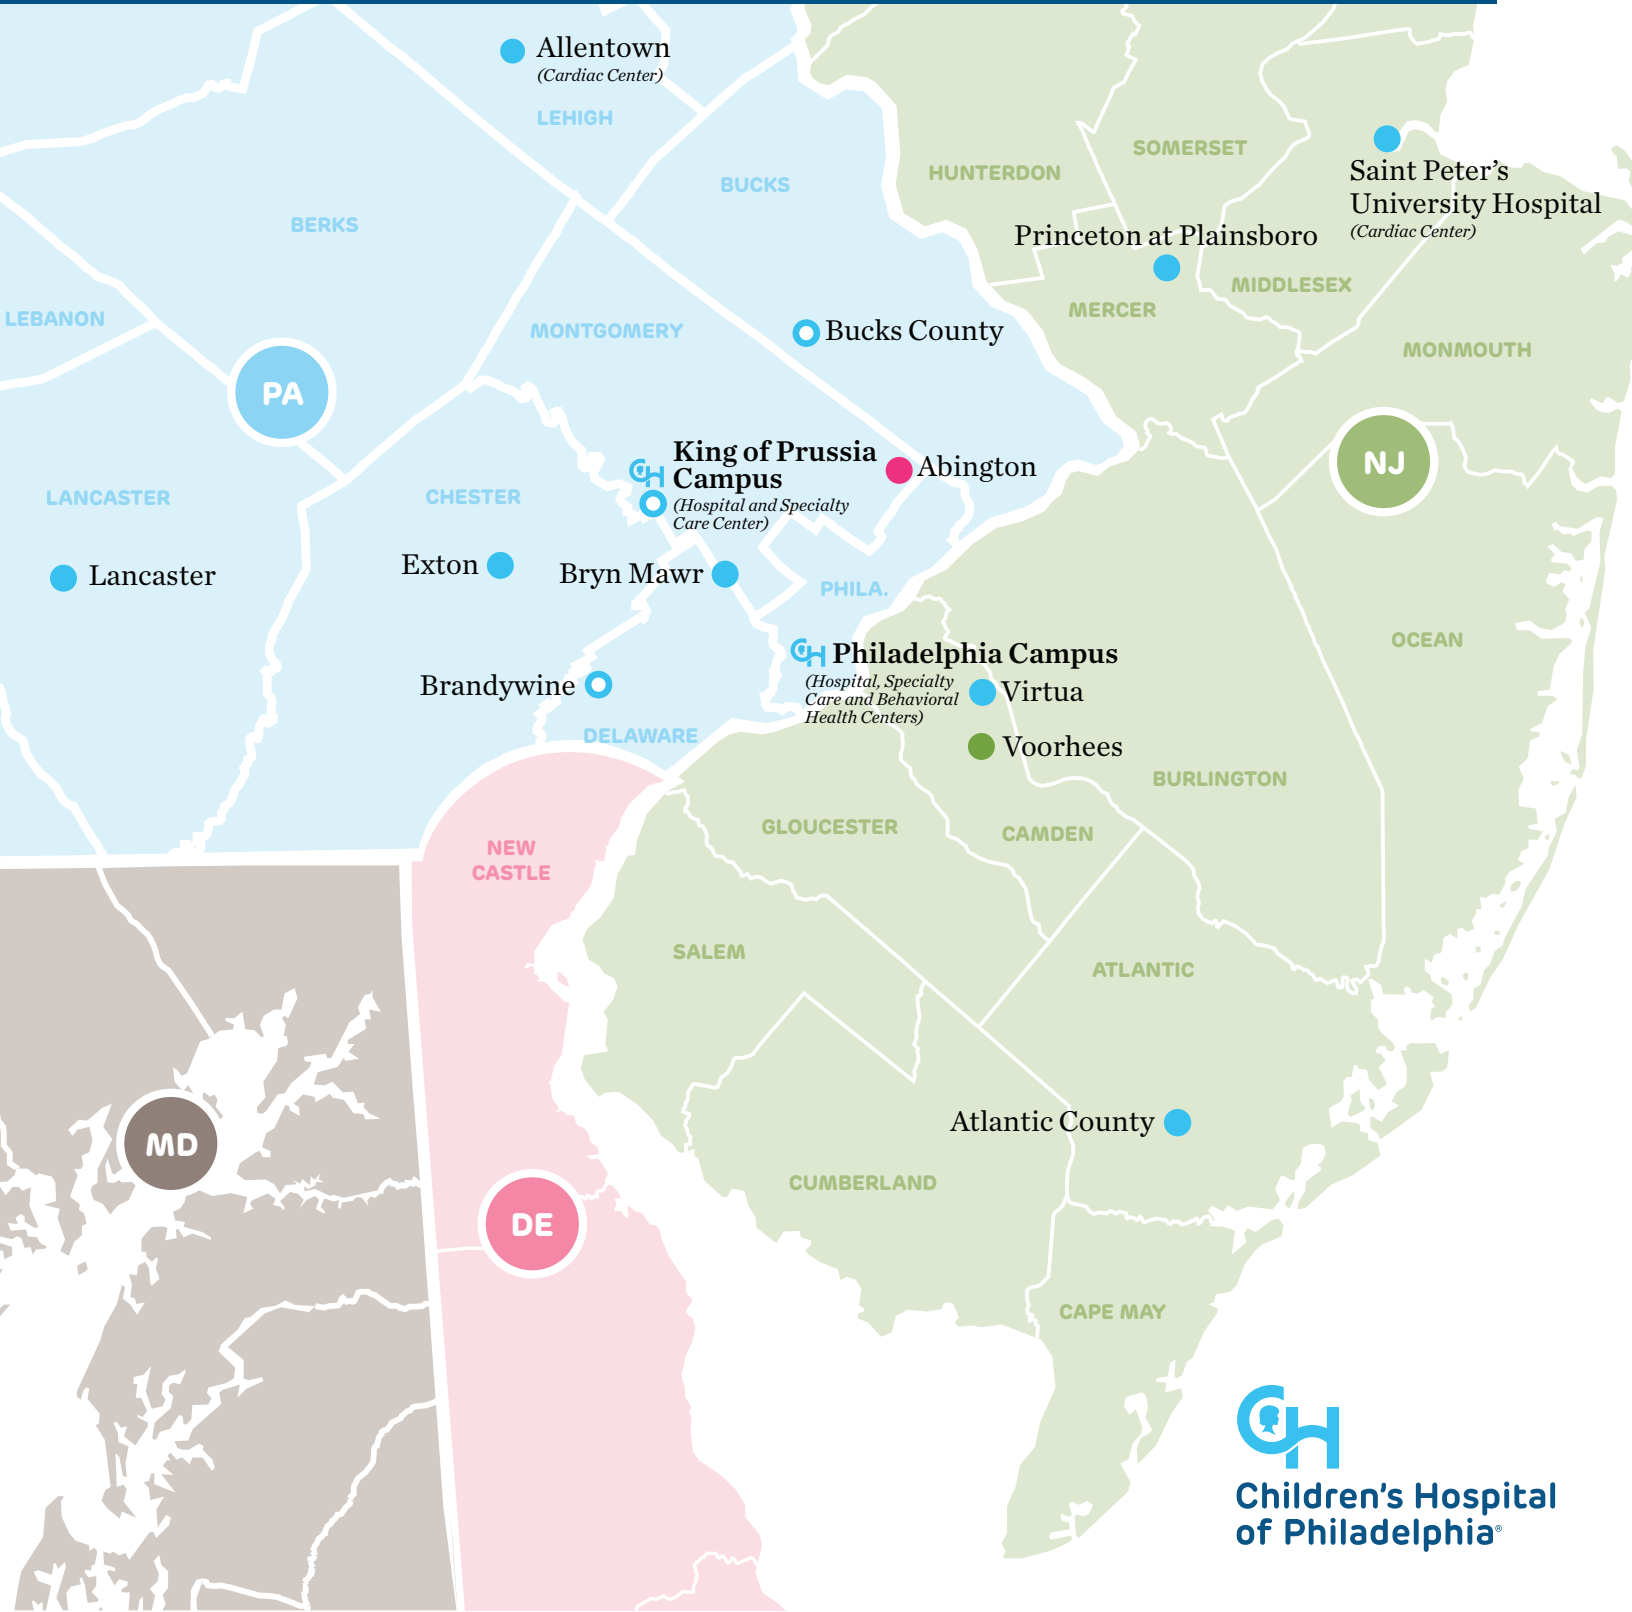 Allentown
(Cardiac Center)
LEHIGH
BUCKS
BERKS
LEBANON
MONTGOMERY
PA
Bucks County
King of Prussia
Campus
(Hospital and Specialty
Care Center)
Abington
LANCASTER
CHESTER
Lancaster
Exton
Bryn Mawr
PHILA.
Philadelphia Campus
(Hospital, Specialty
Care and Behavioral
Health Centers)
Virtua
Voorhees
Brandywine
DELAWARE
HUNTERDON
SOMERSET
Saint Peter's
University Hospital
(Cardiac Center)
Princeton at Plainsboro
MIDDLESEX
MERCER
MONMOUTH
NJ
OCEAN
BURLINGTON
GLOUCESTER
CAMDEN
NEW
CASTLE
SALEM
ATLANTIC
Atlantic County
MD
CUMBERLAND
DE
CAPE MAY
CH
Children's Hospital
of Philadelphia®